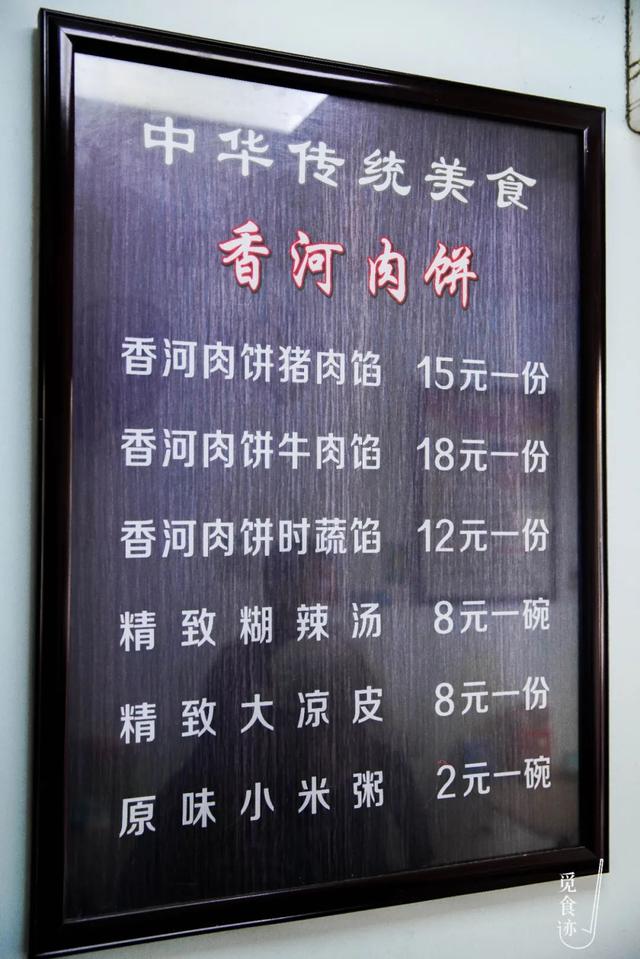 中华传统美食
香河肉饼
香河肉饼猪肉馅 15元一份
香河肉饼牛肉馅 18元一份
香河肉饼时蔬馅 12元一份
精致糊辣汤 8元一碗
精致大凉皮 8元一份
原味小米粥 2元一碗
觅食迹